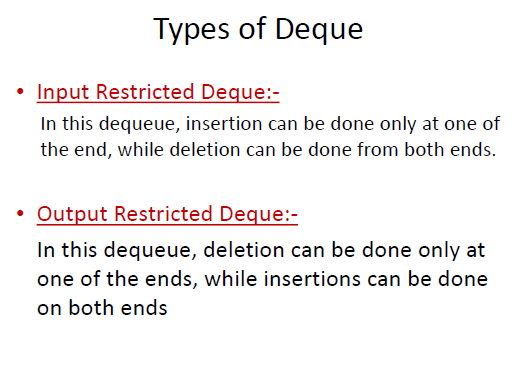 Types of Deque
• Input Restricted Deque:-
In this dequeue, insertion can be done only at one of
the end, while deletion can be done from both ends.
• Output Restricted Deque:-
In this dequeue, deletion can be done only at
one of the ends, while insertions can be done
on both ends